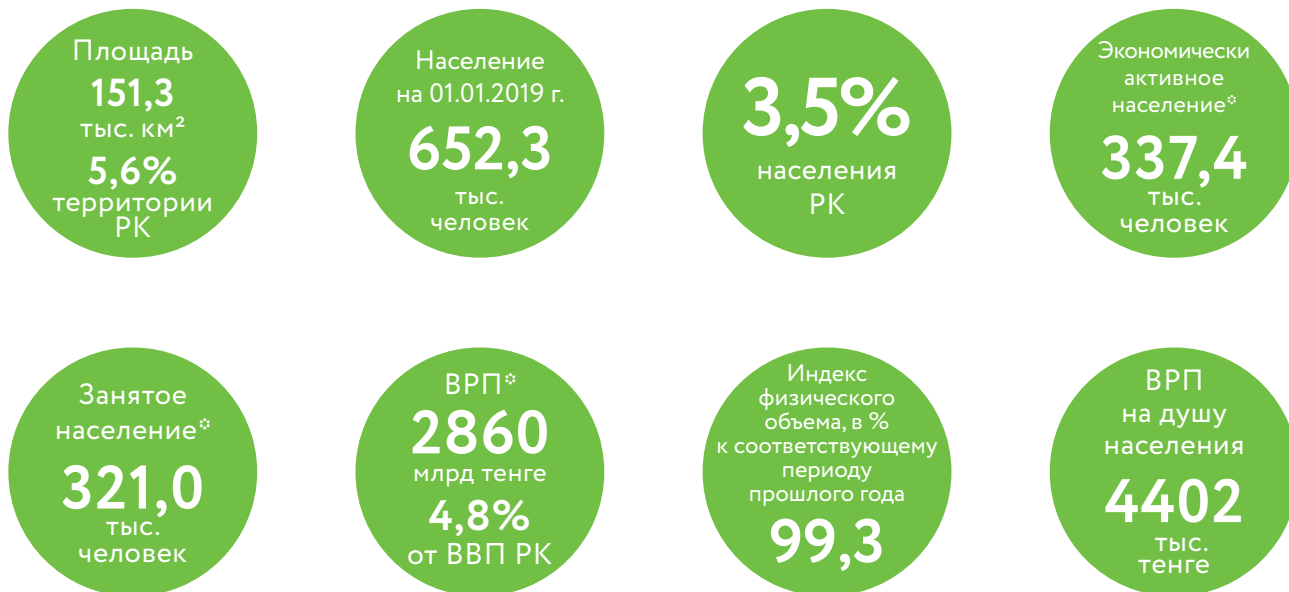 Площадь
151,3
тыс. км²
5,6%
территории
РК
Население
на 01.01.2019 г.
652,3
тыс.
человек
3,5%
населения
РК
Экономически
активное
население*
337,4
тыс.
человек
Занятое
население*
321,0
тыс.
человек
ВРП*
2860
млрд тенге
4,8%
от ВВП РК
Индекс
физического
объема, в %
к соответствующему
периоду
прошлого года
99,3
ВРП
на душу
населения
4402
тыс.
тенге